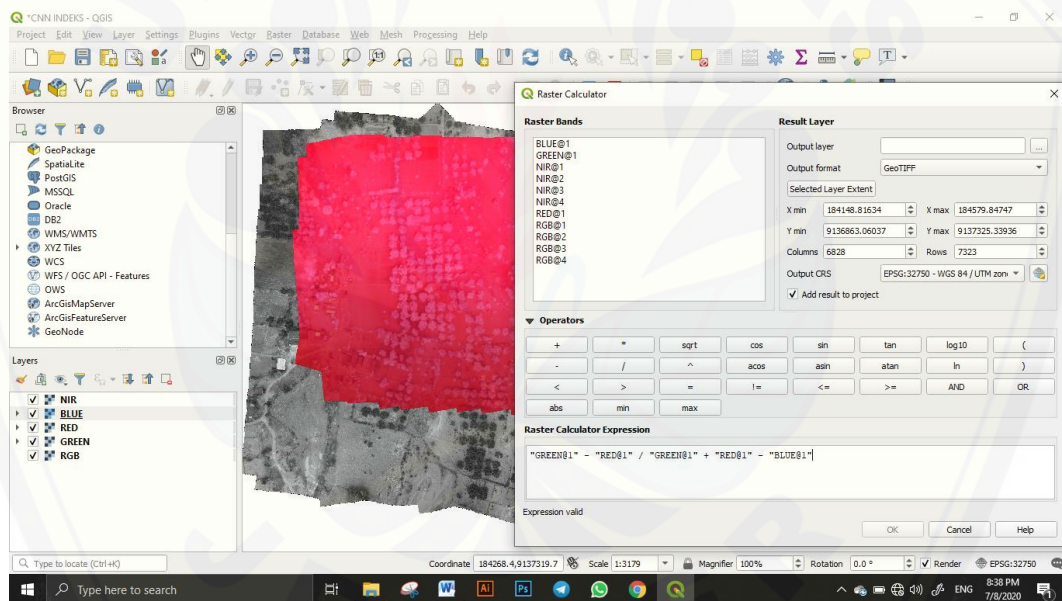 *CNN INDEKS - QGIS
Project Edit View Layer Settings Plugins Vector Raster Database Web Mesh Processing Help
Browser
GeoPackage
SpatiaLite
PostGIS
MSSQL
Oracle
DB2
WMS/WMTS
XYZ Tiles
WCS
WFS / OGC API - Features
OWS
ArcGisMapServer
ArcGisFeatureServer
GeoNode
Layers
NIR
BLUE
RED
GREEN
RGB
Raster Calculator
Raster Bands
BLUE@1
GREEN@1
NIR@1
NIR@2
NIR@3
NIR@4
RED@1
RGB@1
RGB@2
RGB@3
RGB@4
Result Layer
Output layer ...
Output format GeoTIFF
Selected Layer Extent
X min 184148.81634 X max 184579.84747
Y min 9136863.06037 Y max 9137325.33936
Columns 6828 Rows 7323
Output CRS EPSG:32750 - WGS 84 / UTM zon
Add result to project
Operators
+ * sqrt cos sin tan log10 (
- / ^ acos asin atan ln )
< > = != <= >= AND OR
abs min max
Raster Calculator Expression
"GREEN@1" - "RED@1" / "GREEN@1" + "RED@1" - "BLUE@1"
Expression valid
OK Cancel Help
Type to locate (Ctrl+K) Coordinate 184268.4,9137319.7 Scale 1:3179 Magnifier 100% Rotation 0.0 ° Render EPSG:32750
Type here to search ENG 8:38 PM
7/8/2020